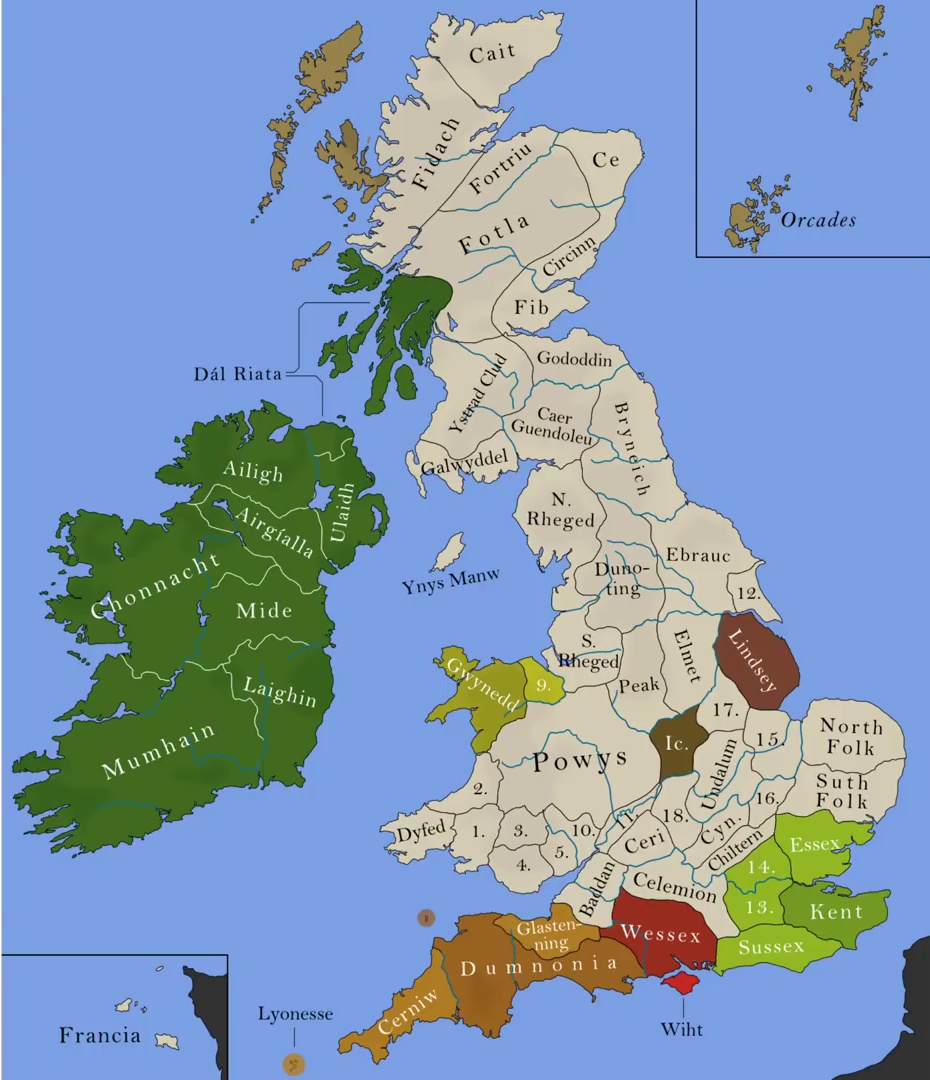 Cait
Orcades
Fidach
Fortriu
Ce
Fotla
Circinn
Fib
Dál Riata
Gododdin
Ystrad Clud
Caer
Guendoleu
Bryneich
Galwyddel
Ailigh
Airgíalla
Ulaidh
N.
Rheged
Ynys Manw
Chonnacht
Mide
Duno-
ting
Ebrauc
12.
S.
Rheged
Elmet
Lindsey
Gwynedd
9.
Peak
Laighin
Mumhain
17.
Ic.
15.
North
Folk
Powys
Undalum
Suth
Folk
2.
16.
Dyfed
1.
3.
10.
11.
18.
Cyn.
Ceri
Chiltern
Essex
4.
5.
14.
Baddan
Celemion
13.
Kent
Glasten-
ning
Wessex
Sussex
Dumnonia
Cerniw
Lyonesse
Wiht
Francia